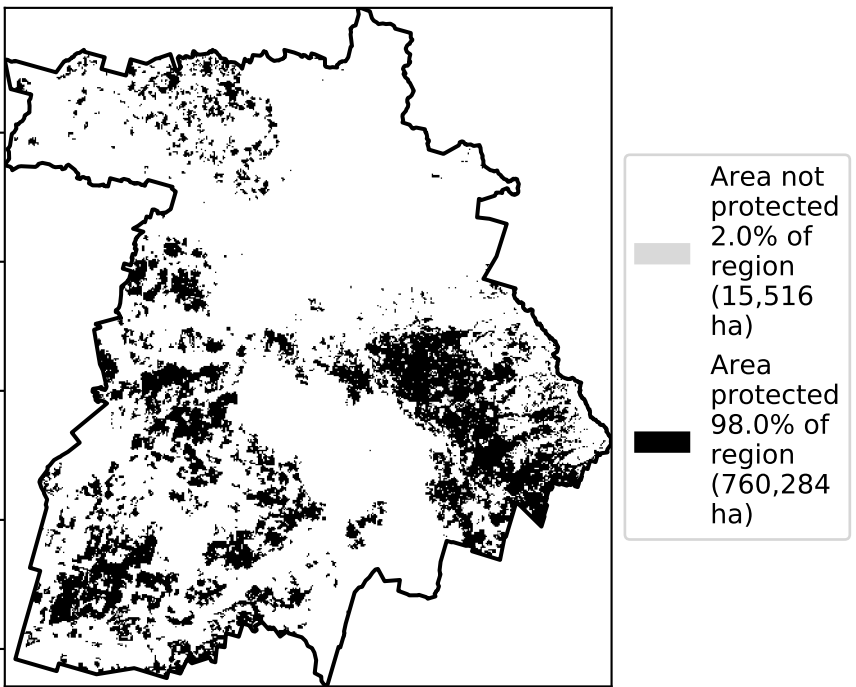 Area not
protected
2.0% of
region
(15,516
ha)
Area
protected
98.0% of
region
(760,284
ha)